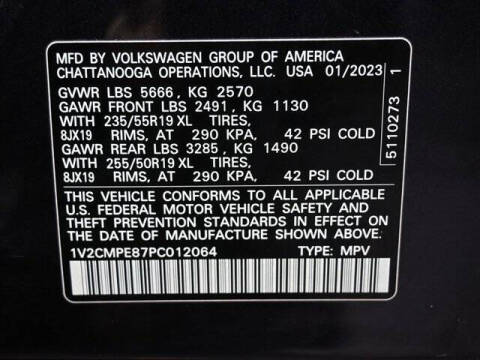 MFD BY VOLKSWAGEN GROUP OF AMERICA
CHATTANOOGA OPERATIONS, LLC. USA 01/2023
GVWR LBS 5666, KG 2570
GAWR FRONT LBS 2491, KG 1130
WITH 235/55R19 XL TIRES,
8JX19 RIMS, AT 290 KPA, 42 PSI COLD
GAWR REAR LBS 3285, KG 1490
WITH 255/50R19 XL TIRES,
8JX19 RIMS, AT 290 KPA, 42 PSI COLD
THIS VEHICLE CONFORMS TO ALL APPLICABLE
U.S. FEDERAL MOTOR VEHICLE SAFETY AND
THEFT PREVENTION STANDARDS IN EFFECT ON
THE DATE OF MANUFACTURE SHOWN ABOVE.
1V2CMPE87PC012064 TYPE: MPV
5110273 1